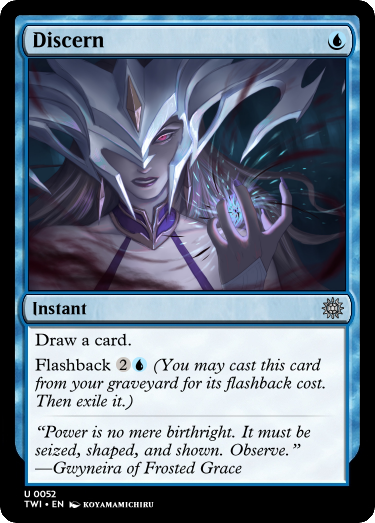 Discern
Instant
Draw a card.
Flashback 2 (You may cast this card
from your graveyard for its flashback cost.
Then exile it.)
“Power is no mere birthright. It must be
seized, shaped, and shown. Observe.”
—Gwyneira of Frosted Grace
U 0052
TWI • EN KOYAMAMICHIRU